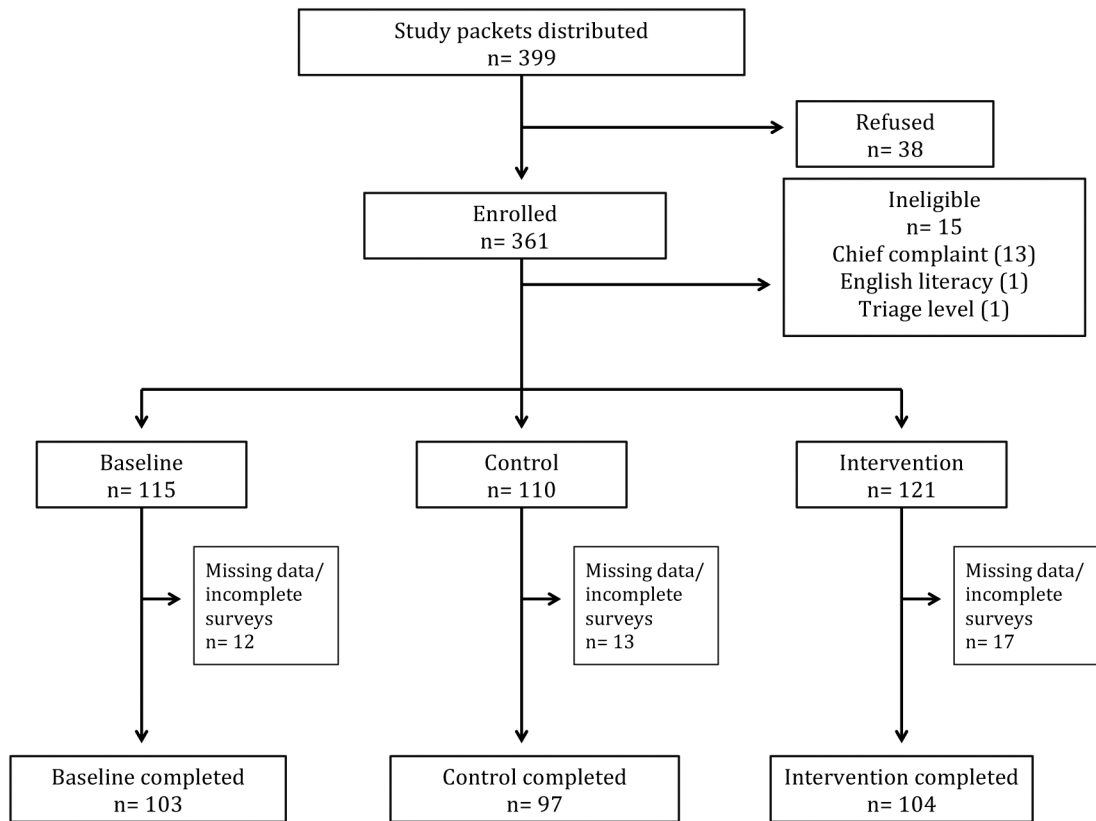 Study packets distributed
n= 399
Refused
n= 38
Enrolled
n= 361
Ineligible
n= 15
Chief complaint (13)
English literacy (1)
Triage level (1)
Baseline
n= 115
Control
n= 110
Intervention
n= 121
Missing data/
incomplete
surveys
n= 12
Missing data/
incomplete
surveys
n= 13
Missing data/
incomplete
surveys
n= 17
Baseline completed
n= 103
Control completed
n= 97
Intervention completed
n= 104